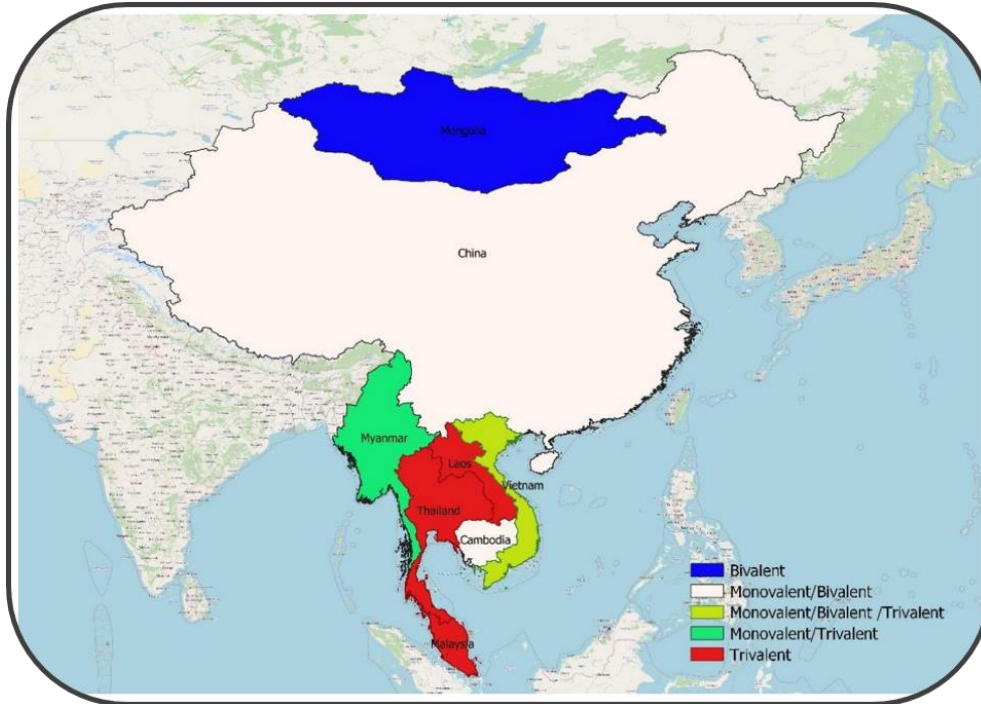 Mongolia
China
Myanmar
Laos
Vietnam
Thailand
Cambodia
Malaysia
Bivalent
Monovalent/Bivalent
Monovalent/Bivalent /Trivalent
Monovalent/Trivalent
Trivalent